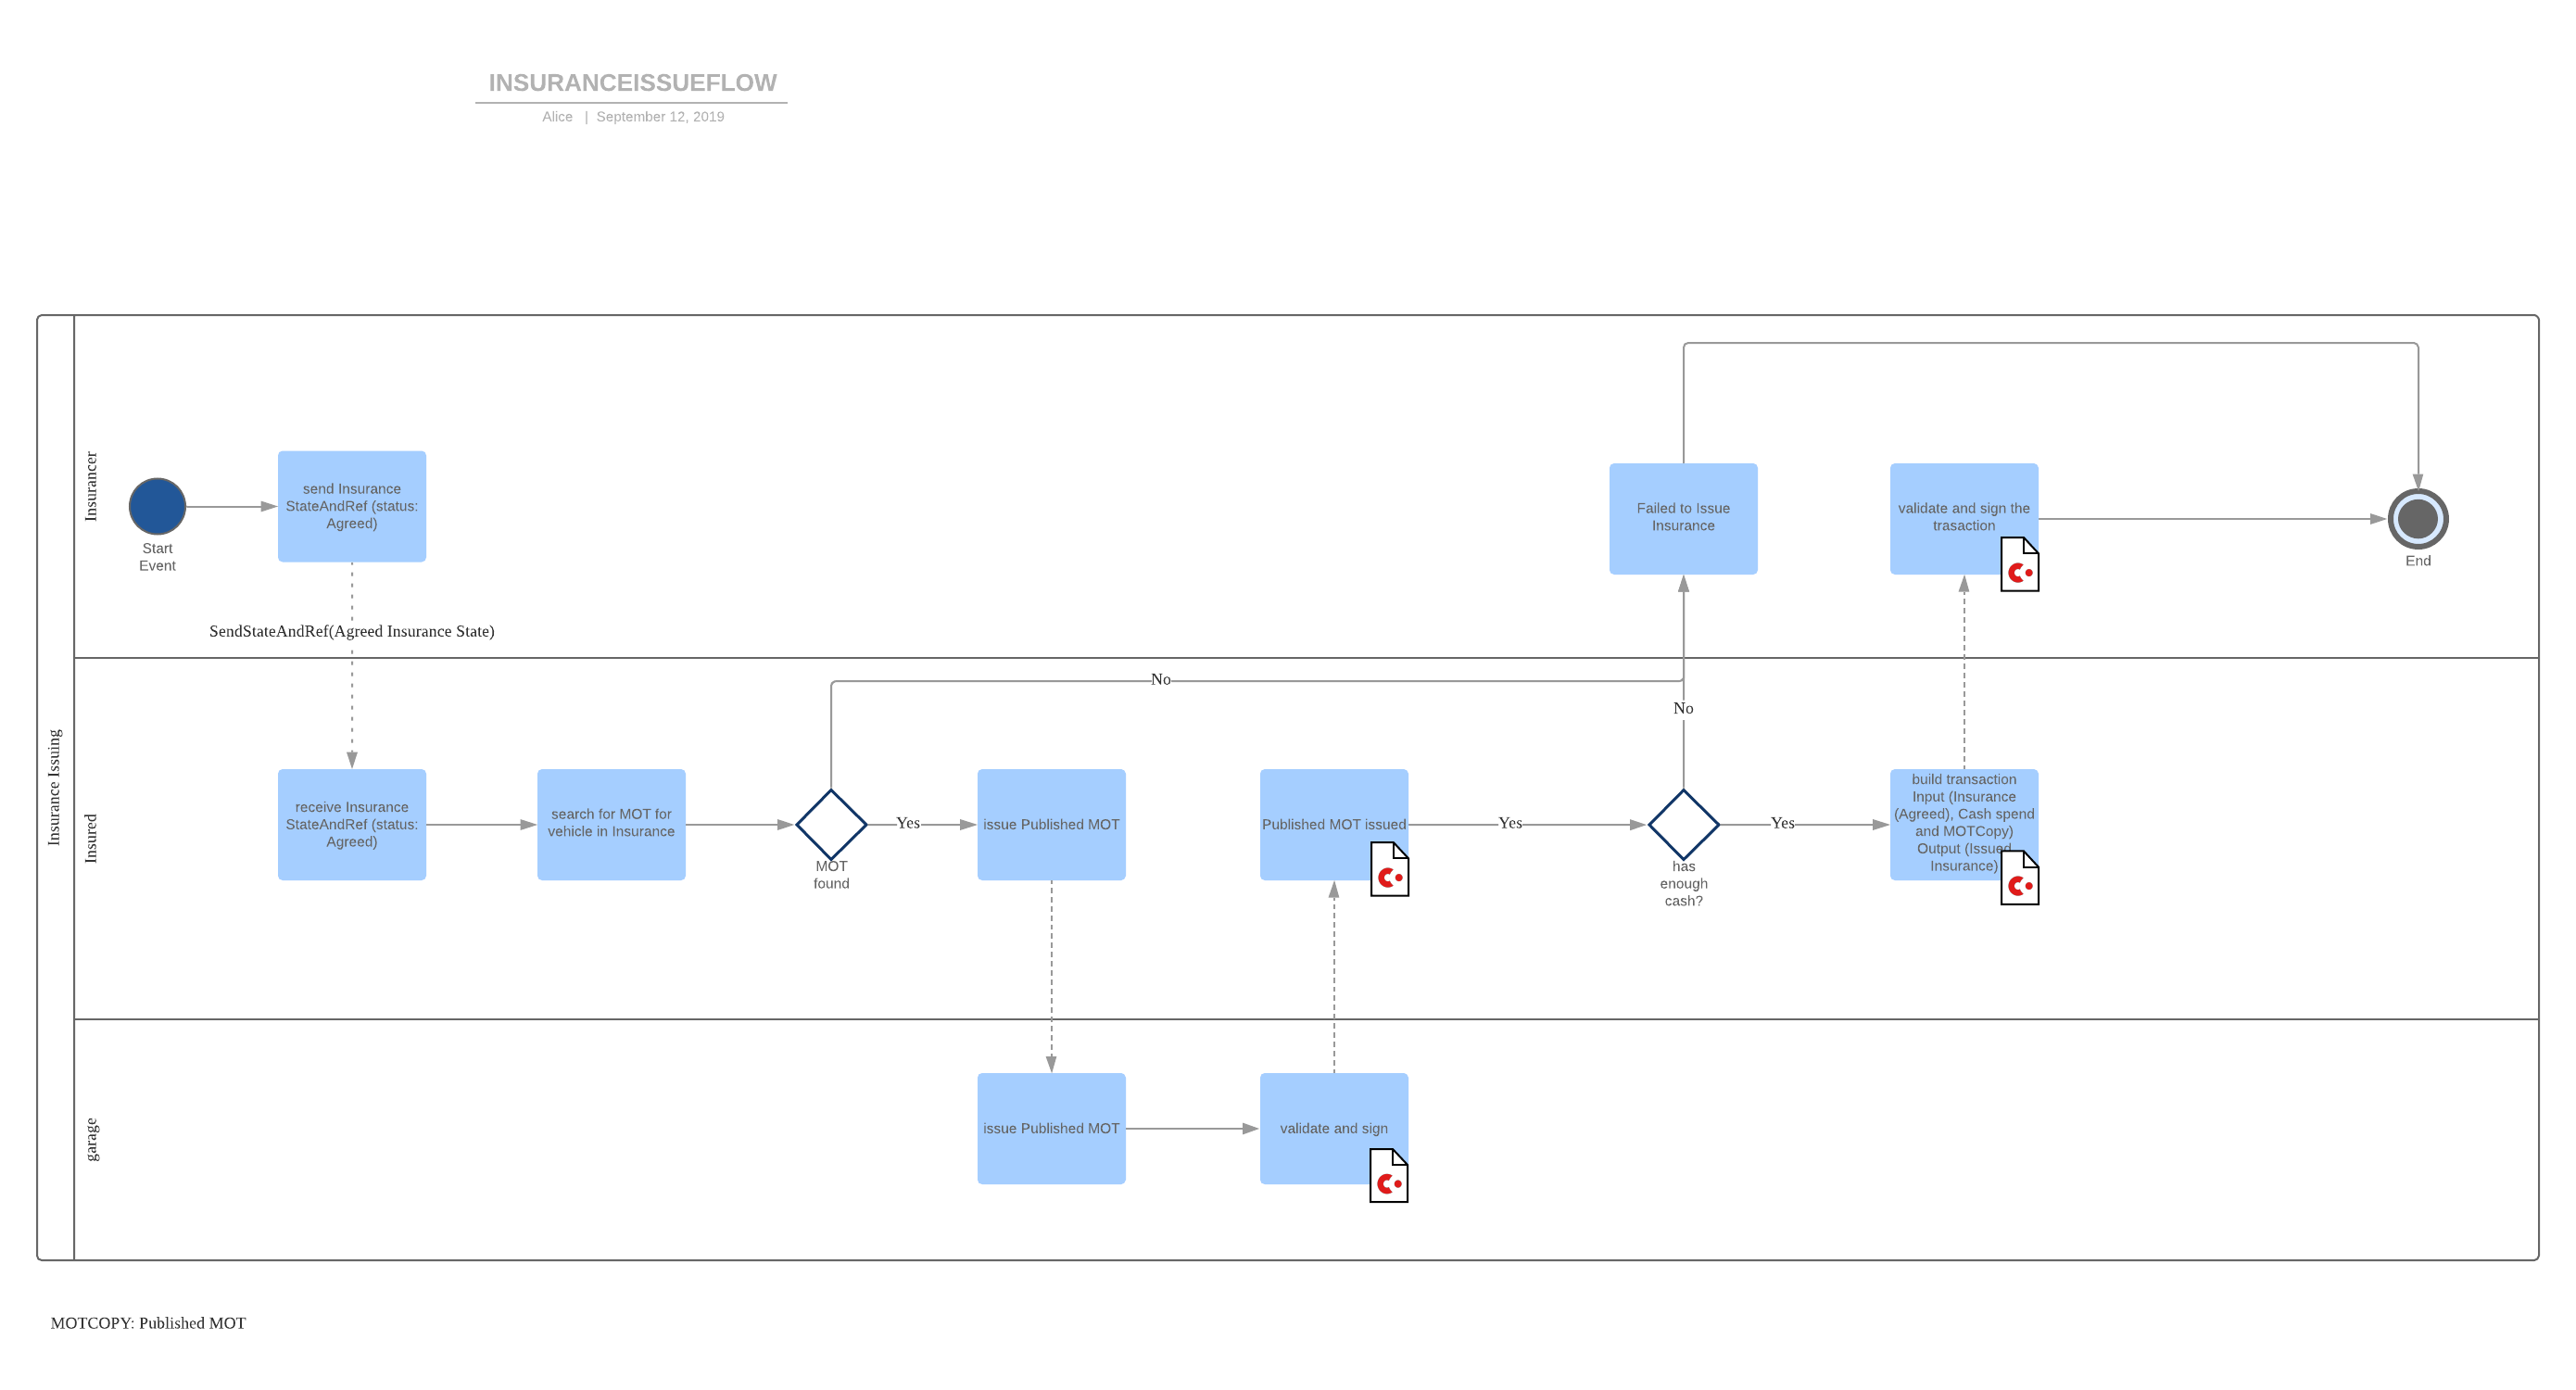 INSURANCEISSUEFLOW
Alice | September 12, 2019
Insurance Issuing
Insurancer
Start
Event
send Insurance
StateAndRef (status:
Agreed)
SendStateAndRef(Agreed Insurance State)
Failed to Issue
Insurance
validate and sign the
trasaction
End
Insured
receive Insurance
StateAndRef (status:
Agreed)
search for MOT for
vehicle in Insurance
MOT
found
No
Yes
issue Published MOT
Published MOT issued
Yes
No
has
enough
cash?
Yes
build transaction
Input (Insurance
(Agreed), Cash spend
and MOTCopy)
Output (Issued
Insurance)
garage
issue Published MOT
validate and sign
MOTCOPY: Published MOT